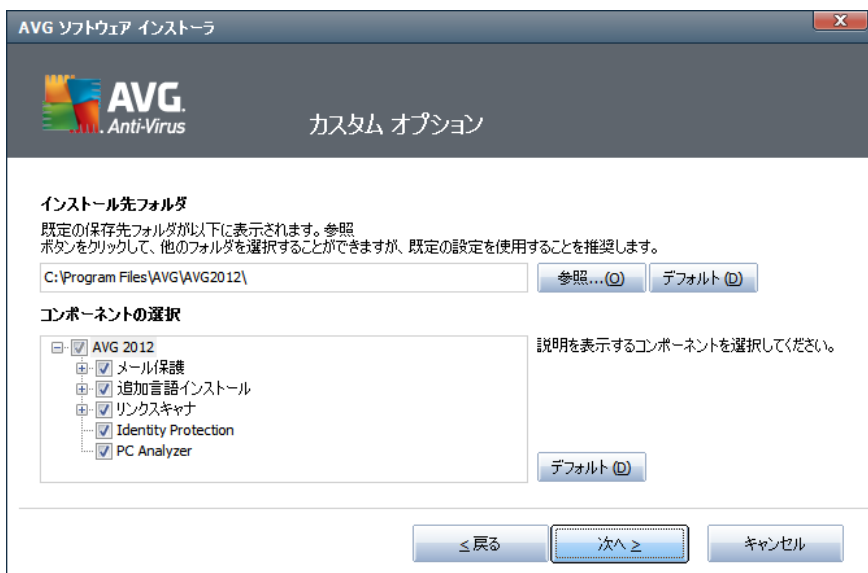 AVG ソフトウェア インストーラ
AVG.
Anti-Virus
カスタム オプション
インストール先フォルダ
既定の保存先フォルダが以下に表示されます。参照
ボタンをクリックして、他のフォルダを選択することができますが、既定の設定を使用することを推奨します。
C:\Program Files\AVG\AVG2012\
参照...(O)
デフォルト(D)
コンポーネントの選択
AVG 2012
メール保護
追加言語インストール
リンクスキャナ
Identity Protection
PC Analyzer
説明を表示するコンポーネントを選択してください。
デフォルト(D)
≤戻る
次へ≥
キャンセル